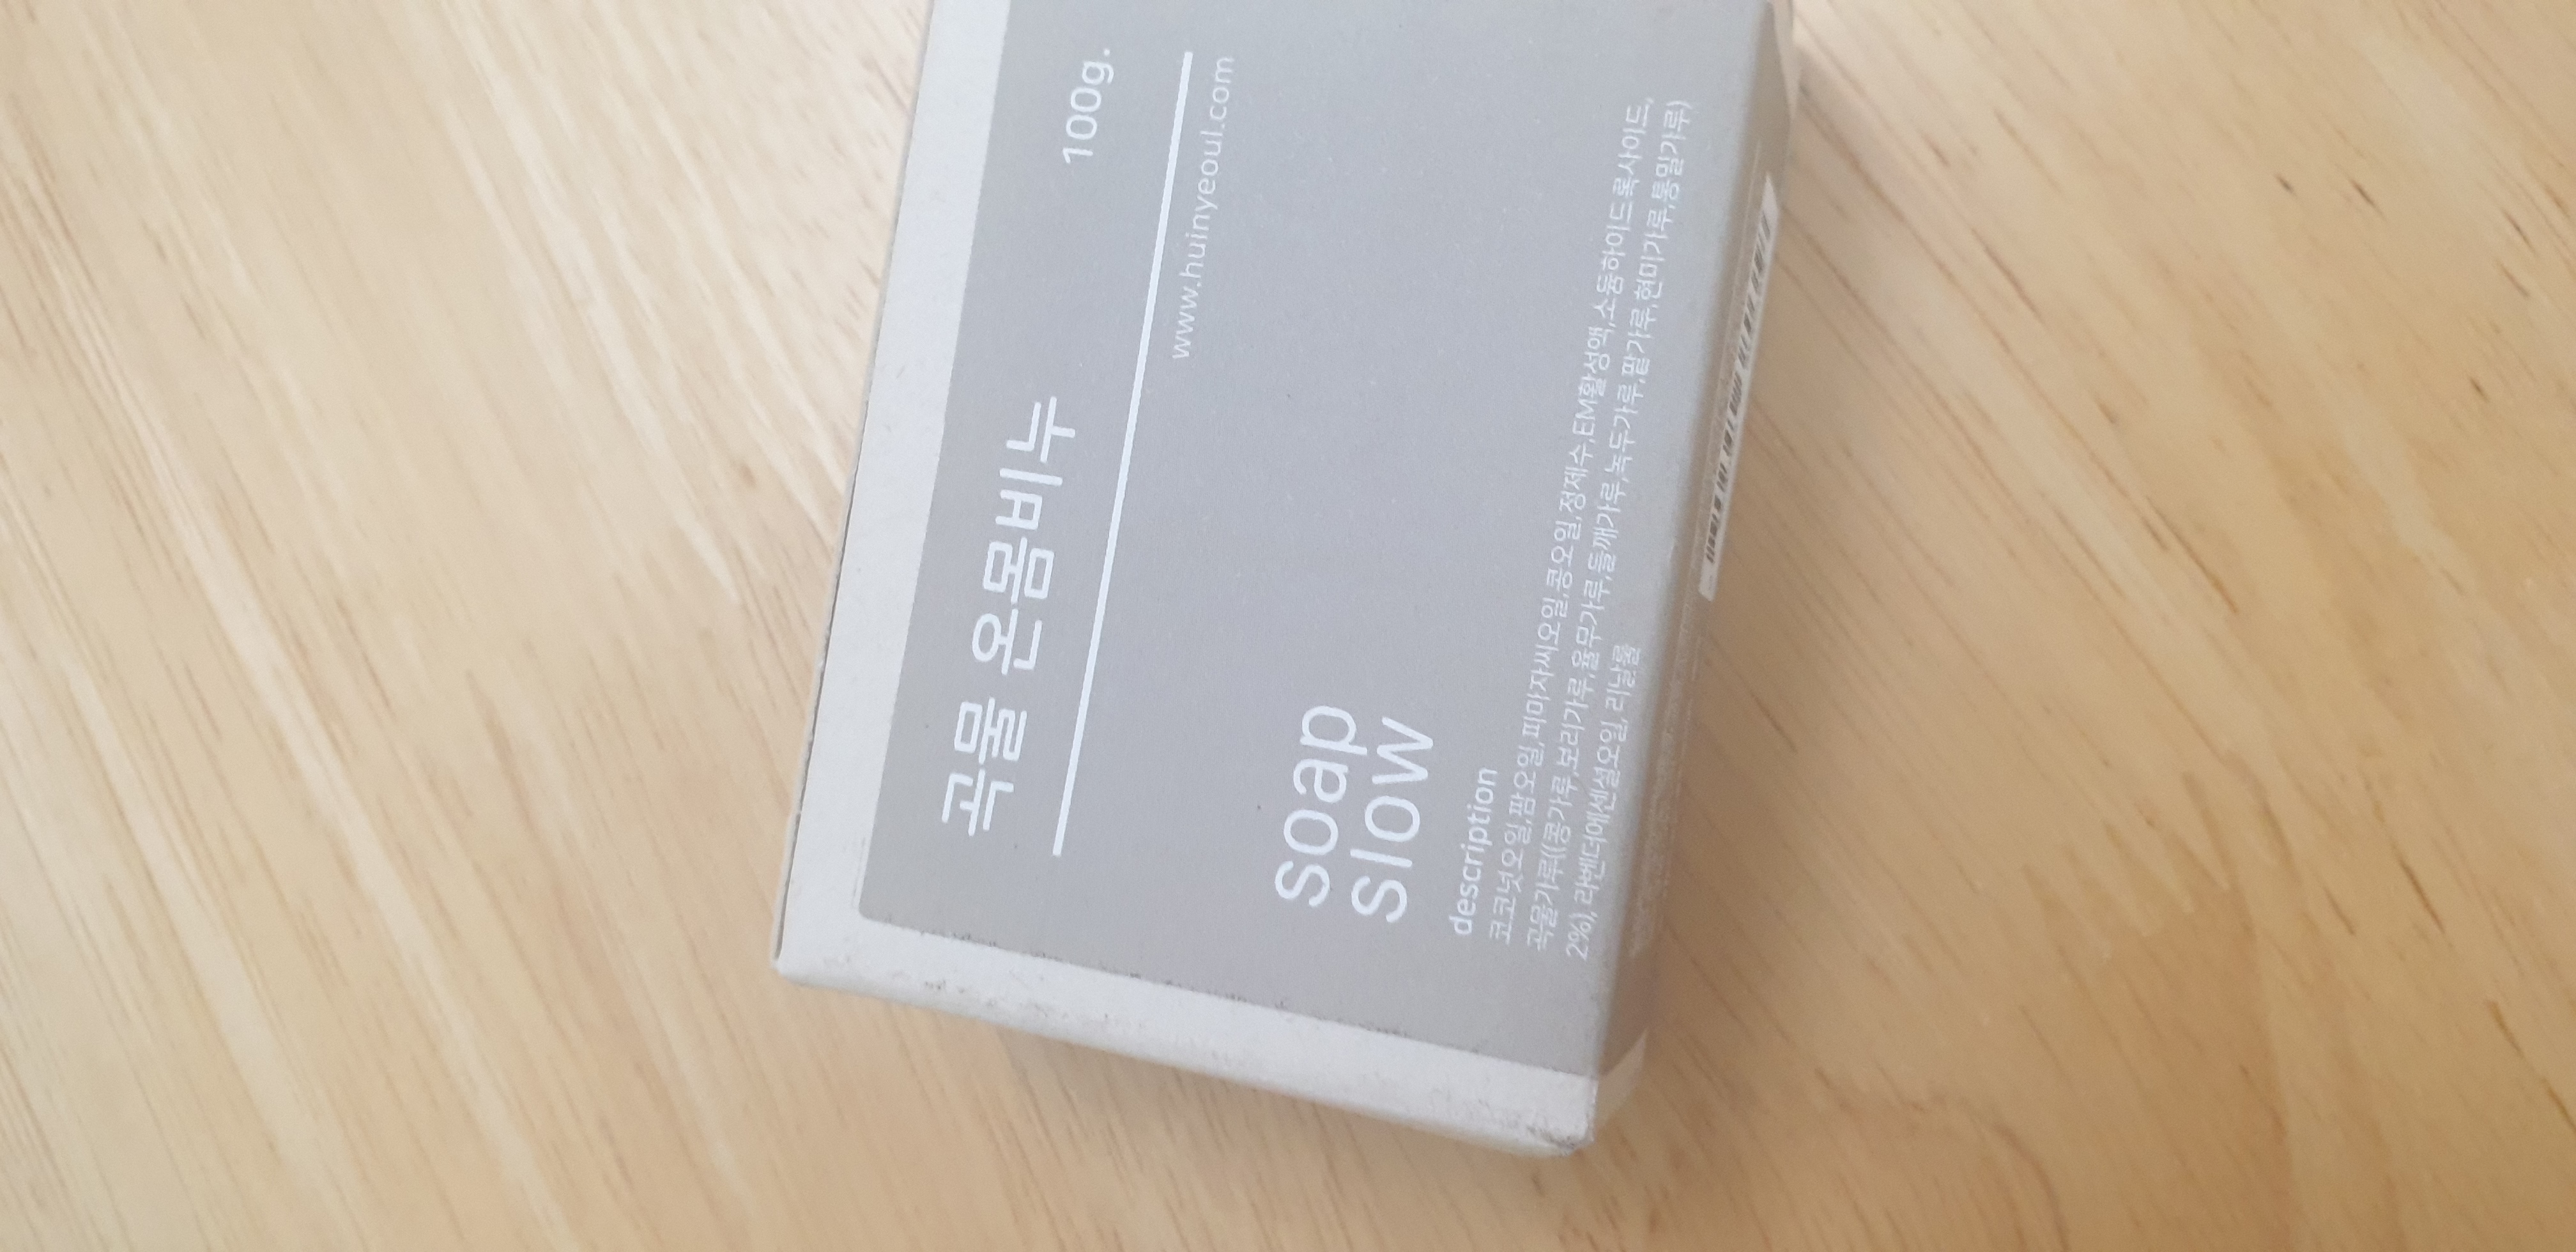 곡물 온몸비누
100g.
www.huinyeoul.com
soap
slow
description
코코넛오일,팜오일,피마자씨오일,콩오일,정제수,EM활성액,소듐하이드록사이드,
곡물가루((콩가루,보리가루,율무가루,들깨가루,녹두가루,팥가루,현미가루,통밀가루)
2%), 라벤더에센셜오일, 리날룰